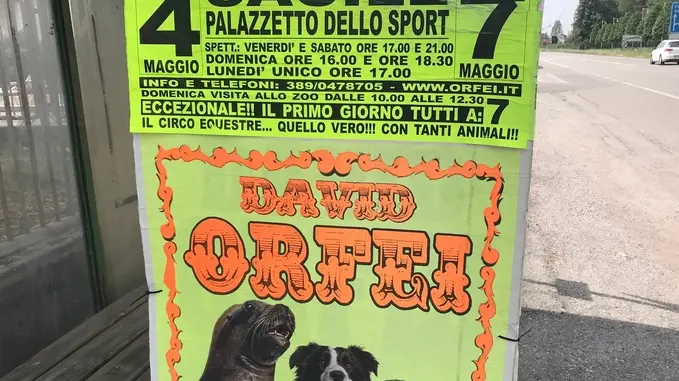 4
MAGGIO
PALAZZETTO DELLO SPORT
SPETT.: VENERDI' E SABATO ORE 17.00 E 21.00
DOMENICA ORE 16.00 E ORE 18.30
LUNEDI' UNICO ORE 17.00
7
MAGGIO
INFO E TELEFONI: 389/0478705 - WWW.ORFEI.IT
DOMENICA VISITA ALLO ZOO DALLE 10.00 ALLE 12.30
ECCEZIONALE!! IL PRIMO GIORNO TUTTI A: 7
IL CIRCO EQUESTRE... QUELLO VERO!!! CON TANTI ANIMALI!!
DAVID
ORFEI